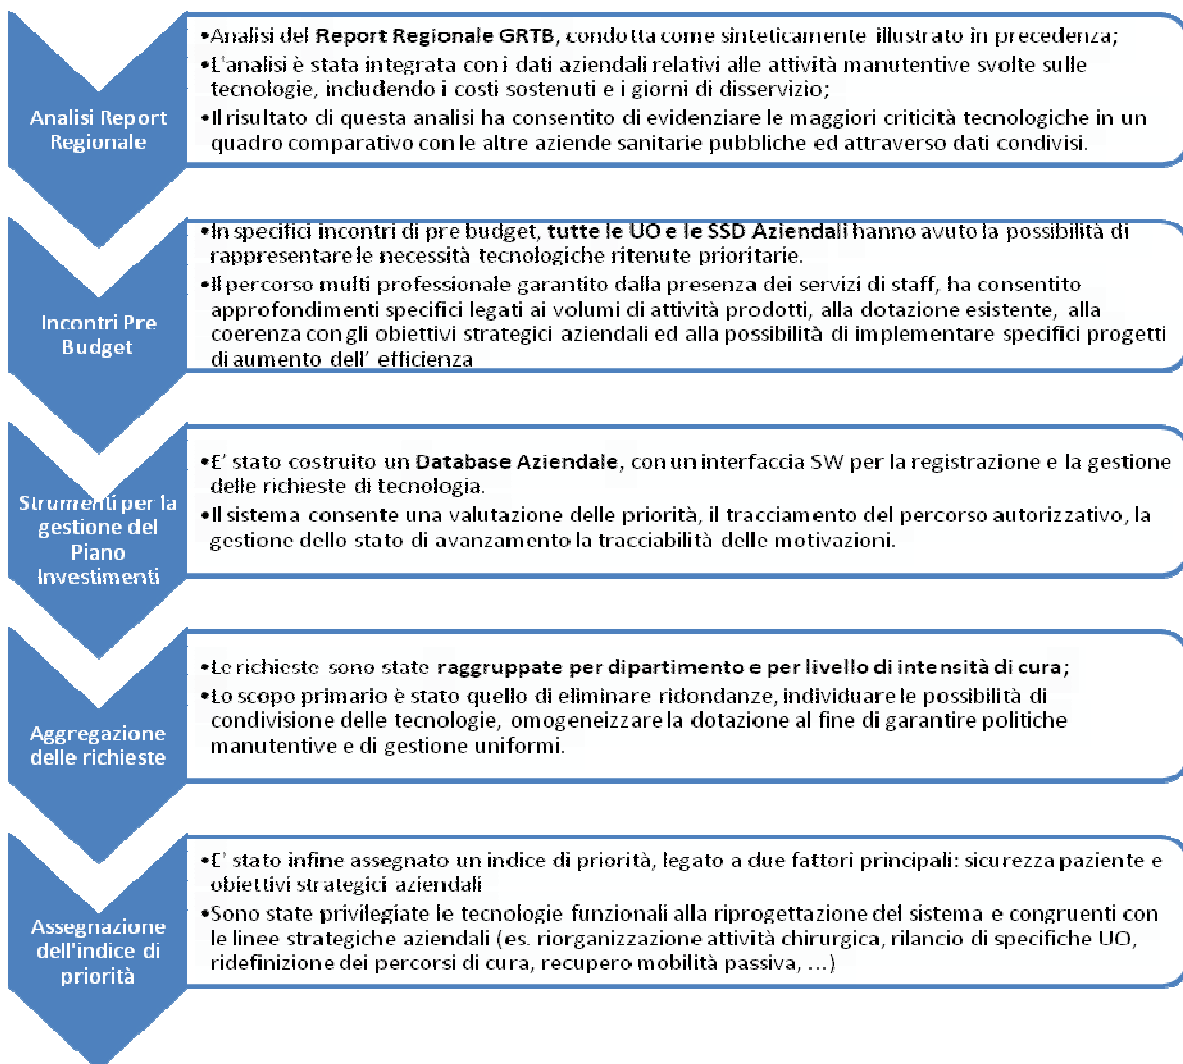 Analisi Report
Regionale
•Analisi del Report Regionale GRTB, condotta come sinteticamente illustrato in precedenza;
•L'analisi è stata integrata con i dati aziendali relativi alle attività manutentive svolte sulle
tecnologie, includendo i costi sostenuti e i giorni di disservizio;
•Il risultato di questa analisi ha consentito di evidenziare le maggiori criticità tecnologiche in un
quadro comparativo con le altre aziende sanitarie pubbliche ed attraverso dati condivisi.
Incontri Pre
Budget
•In specifici incontri di pre budget, tutte le UO e le SSD Aziendali hanno avuto la possibilità di
rappresentare le necessità tecnologiche ritenute prioritarie.
•Il percorso multi professionale garantito dalla presenza dei servizi di staff, ha consentito
approfondimenti specifici legati ai volumi di attività prodotti, alla dotazione esistente, alla
coerenza con gli obiettivi strategici aziendali ed alla possibilità di implementare specifici progetti
di aumento dell' efficienza
Strumenti per la
gestione del
Piano
Investimenti
•E' stato costruito un Database Aziendale, con un interfaccia SW per la registrazione e la gestione
delle richieste di tecnologia.
•Il sistema consente una valutazione delle priorità, il tracciamento del percorso autorizzativo, la
gestione dello stato di avanzamento la tracciabilità delle motivazioni.
Aggregazione
delle richieste
•Le richieste sono state raggruppate per dipartimento e per livello di intensità di cura;
•Lo scopo primario è stato quello di eliminare ridondanze, individuare le possibilità di
condivisione delle tecnologie, omogeneizzare la dotazione al fine di garantire politiche
manutentive e di gestione uniformi.
Assegnazione
dell'indice di
priorità
•E' stato infine assegnato un indice di priorità, legato a due fattori principali: sicurezza paziente e
obiettivi strategici aziendali
•Sono state privilegiate le tecnologie funzionali alla riprogettazione del sistema e congruenti con
le linee strategiche aziendali (es. riorganizzazione attività chirurgica, rilancio di specifiche UO,
ridefinizione dei percorsi di cura, recupero mobilità passiva, ...)